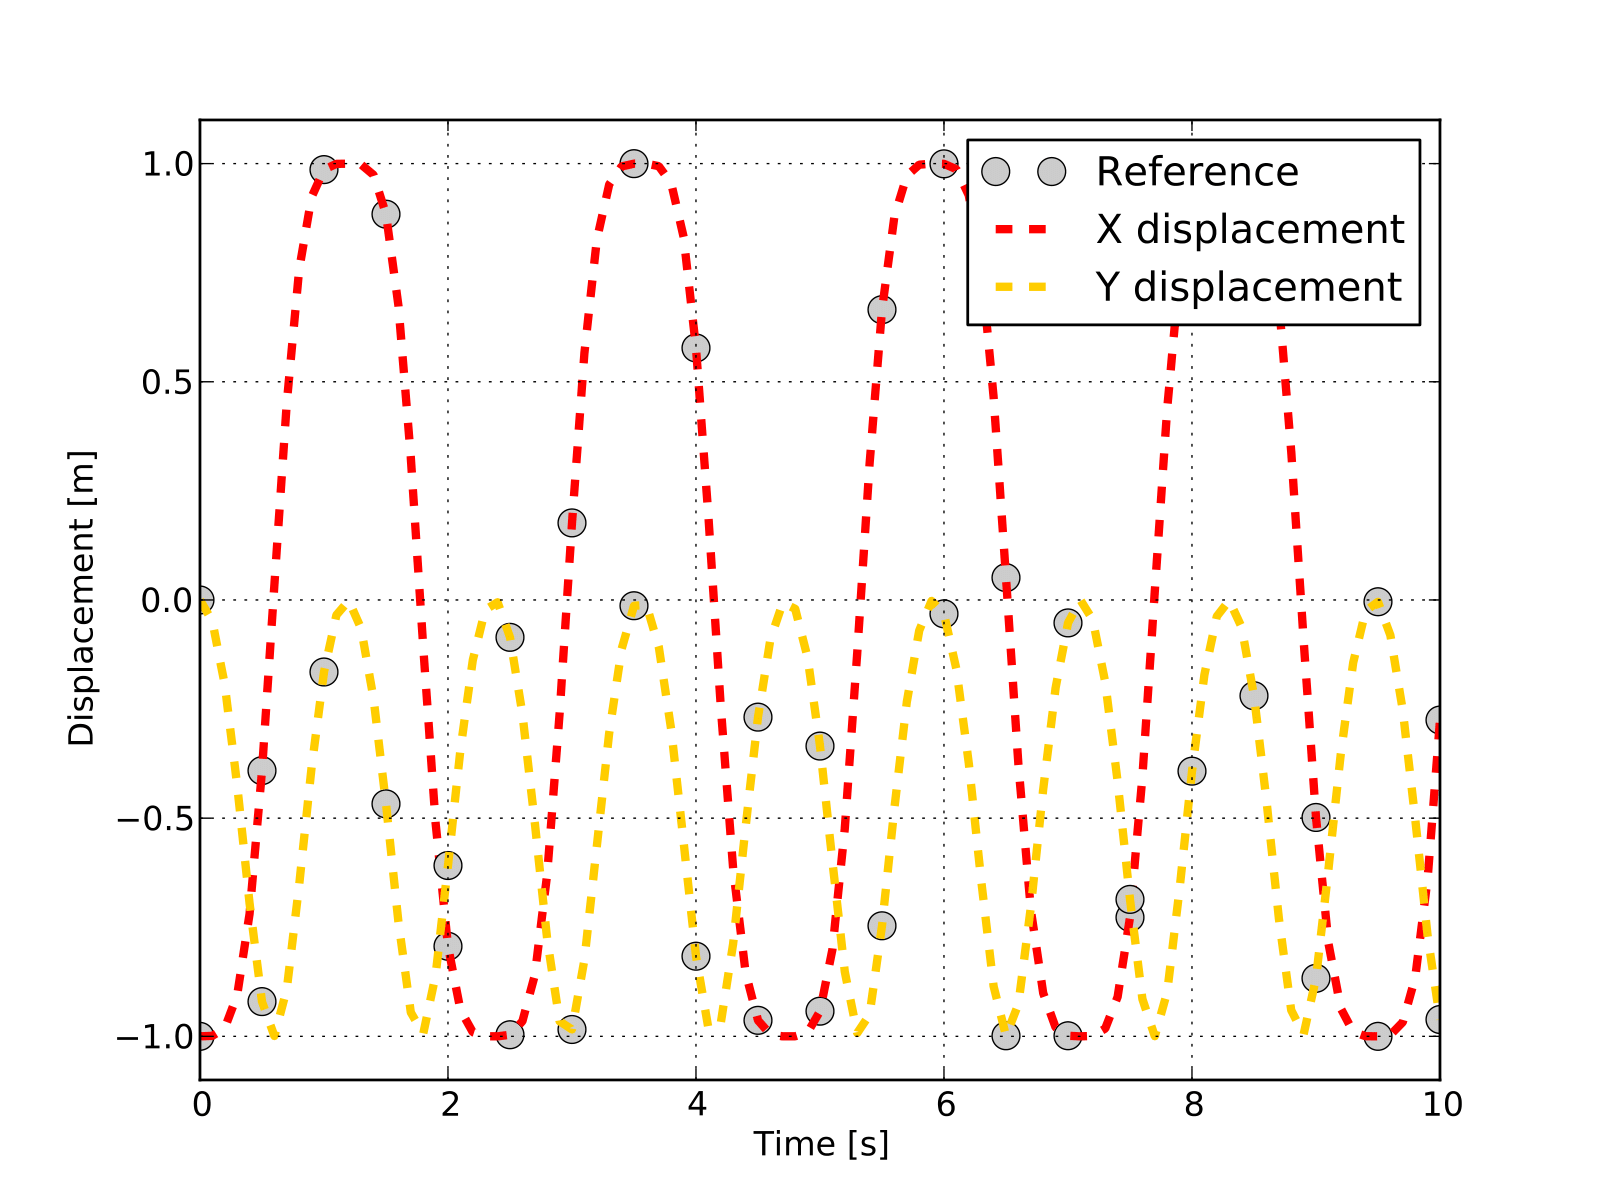 Reference
X displacement
Y displacement
1.0
0.5
0.0
−0.5
−1.0
Displacement [m]
0 2 4 6 8 10
Time [s]